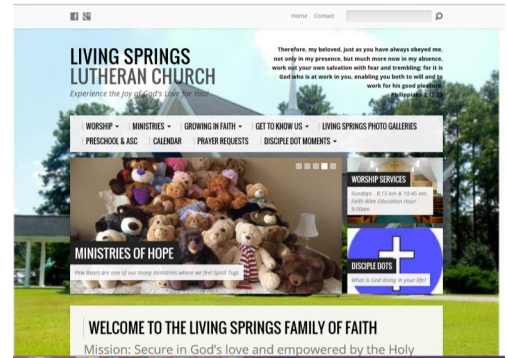 Home Contact
LIVING SPRINGS
LUTHERAN CHURCH
Experience the Joy of God's Love for You!
Therefore, my beloved, just as you have always obeyed me,
not only in my presence, but much more now in my absence,
work out your own salvation with fear and trembling; for it is
God who is at work in you, enabling you both to will and to
work for his good pleasure.
Philippians 2:12-13
WORSHIP MINISTRIES GROWING IN FAITH GET TO KNOW US LIVING SPRINGS PHOTO GALLERIES
PRESCHOOL & ASC CALENDAR PRAYER REQUESTS DISCIPLE DOT MOMENTS
MINISTRIES OF HOPE
Pew Bears are one of our many ministries where we feel Spirit Tugs
WORSHIP SERVICES
Sundays - 8:15 am & 10:45 am.
Faith Alive Education Hour -
9:30am
DISCIPLE DOTS
What is God doing in your life?
WELCOME TO THE LIVING SPRINGS FAMILY OF FAITH
Mission: Secure in God's love and empowered by the Holy